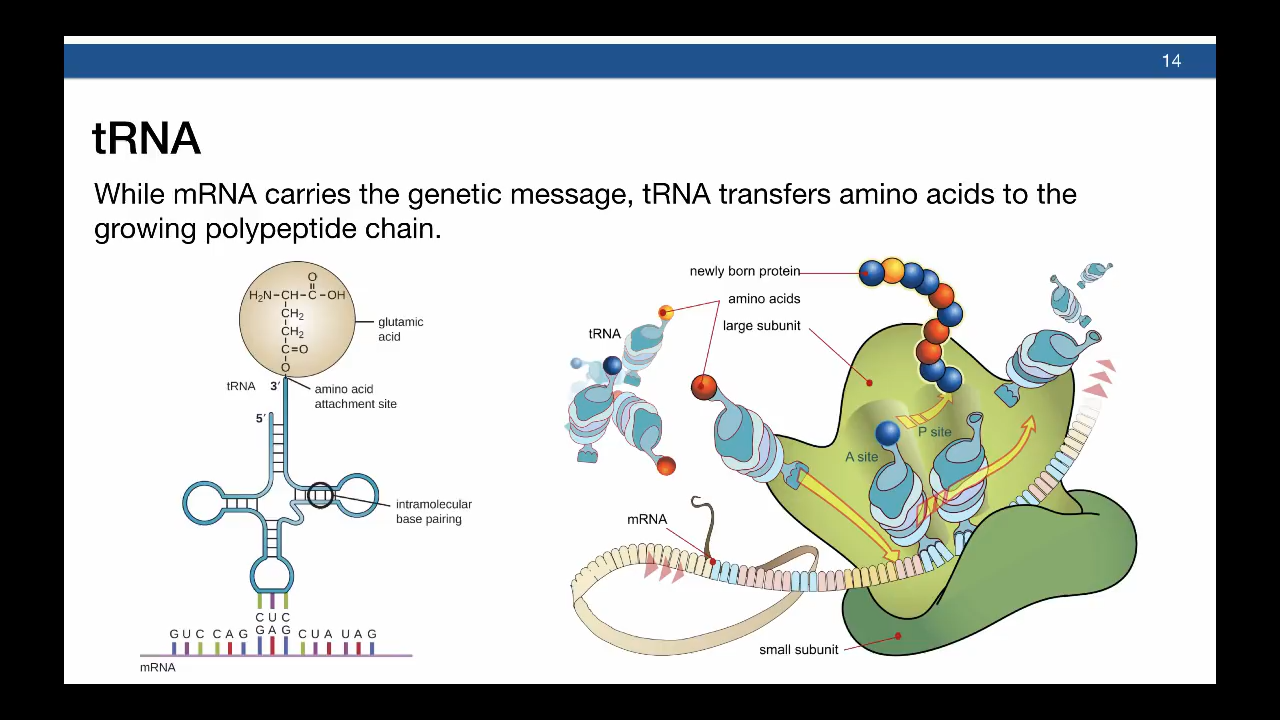 14
tRNA
While mRNA carries the genetic message, tRNA transfers amino acids to the
growing polypeptide chain.
O
H₂N–CH–C–OH
CH₂
CH₂
C=O
O
glutamic
acid
tRNA 3′
amino acid
attachment site
5′
intramolecular
base pairing
C U C
G U C C A G G A G C U A U A G
mRNA
newly born protein
amino acids
large subunit
tRNA
P site
A site
mRNA
small subunit